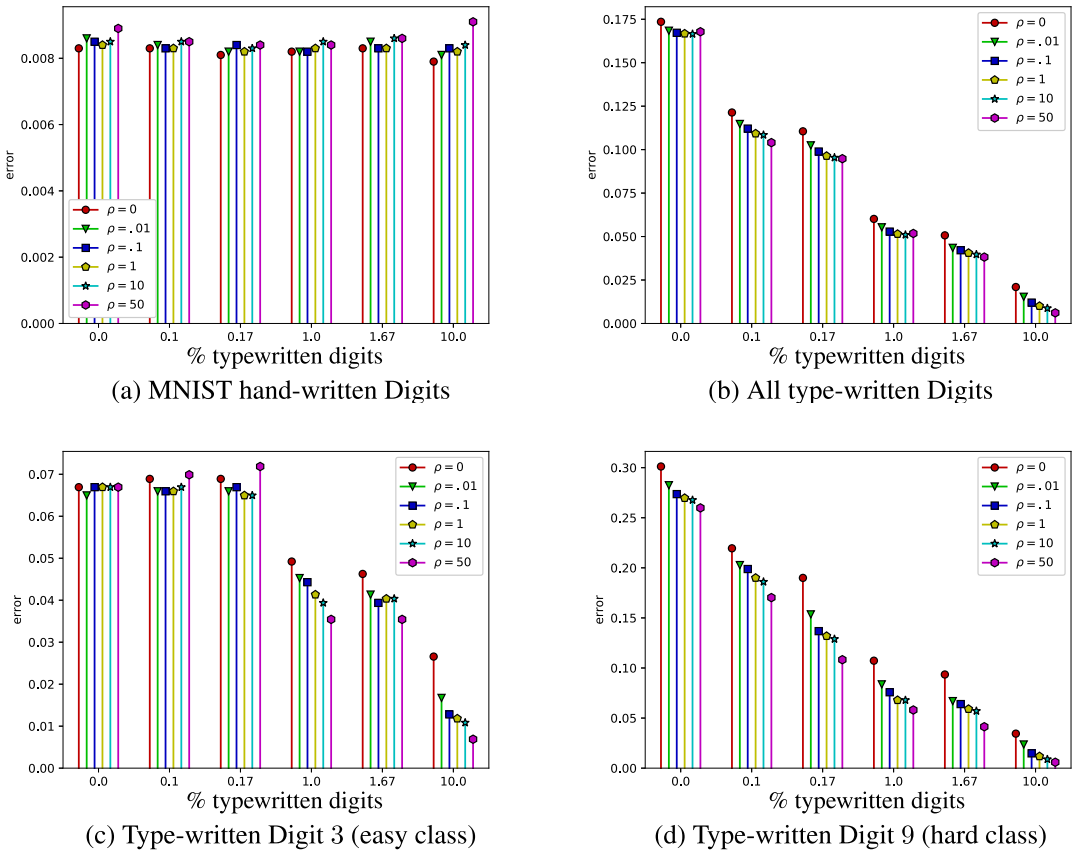 0.008
0.006
0.004
0.002
0.000
error
ρ = 0
ρ = .01
ρ = .1
ρ = 1
ρ = 10
ρ = 50
0.0 0.1 0.17 1.0 1.67 10.0
% typewritten digits
(a) MNIST hand-written Digits
0.175
0.150
0.125
0.100
0.075
0.050
0.025
0.000
error
ρ = 0
ρ = .01
ρ = .1
ρ = 1
ρ = 10
ρ = 50
0.0 0.1 0.17 1.0 1.67 10.0
% typewritten digits
(b) All type-written Digits
0.07
0.06
0.05
0.04
0.03
0.02
0.01
0.00
error
ρ = 0
ρ = .01
ρ = .1
ρ = 1
ρ = 10
ρ = 50
0.0 0.1 0.17 1.0 1.67 10.0
% typewritten digits
(c) Type-written Digit 3 (easy class)
0.30
0.25
0.20
0.15
0.10
0.05
0.00
error
ρ = 0
ρ = .01
ρ = .1
ρ = 1
ρ = 10
ρ = 50
0.0 0.1 0.17 1.0 1.67 10.0
% typewritten digits
(d) Type-written Digit 9 (hard class)